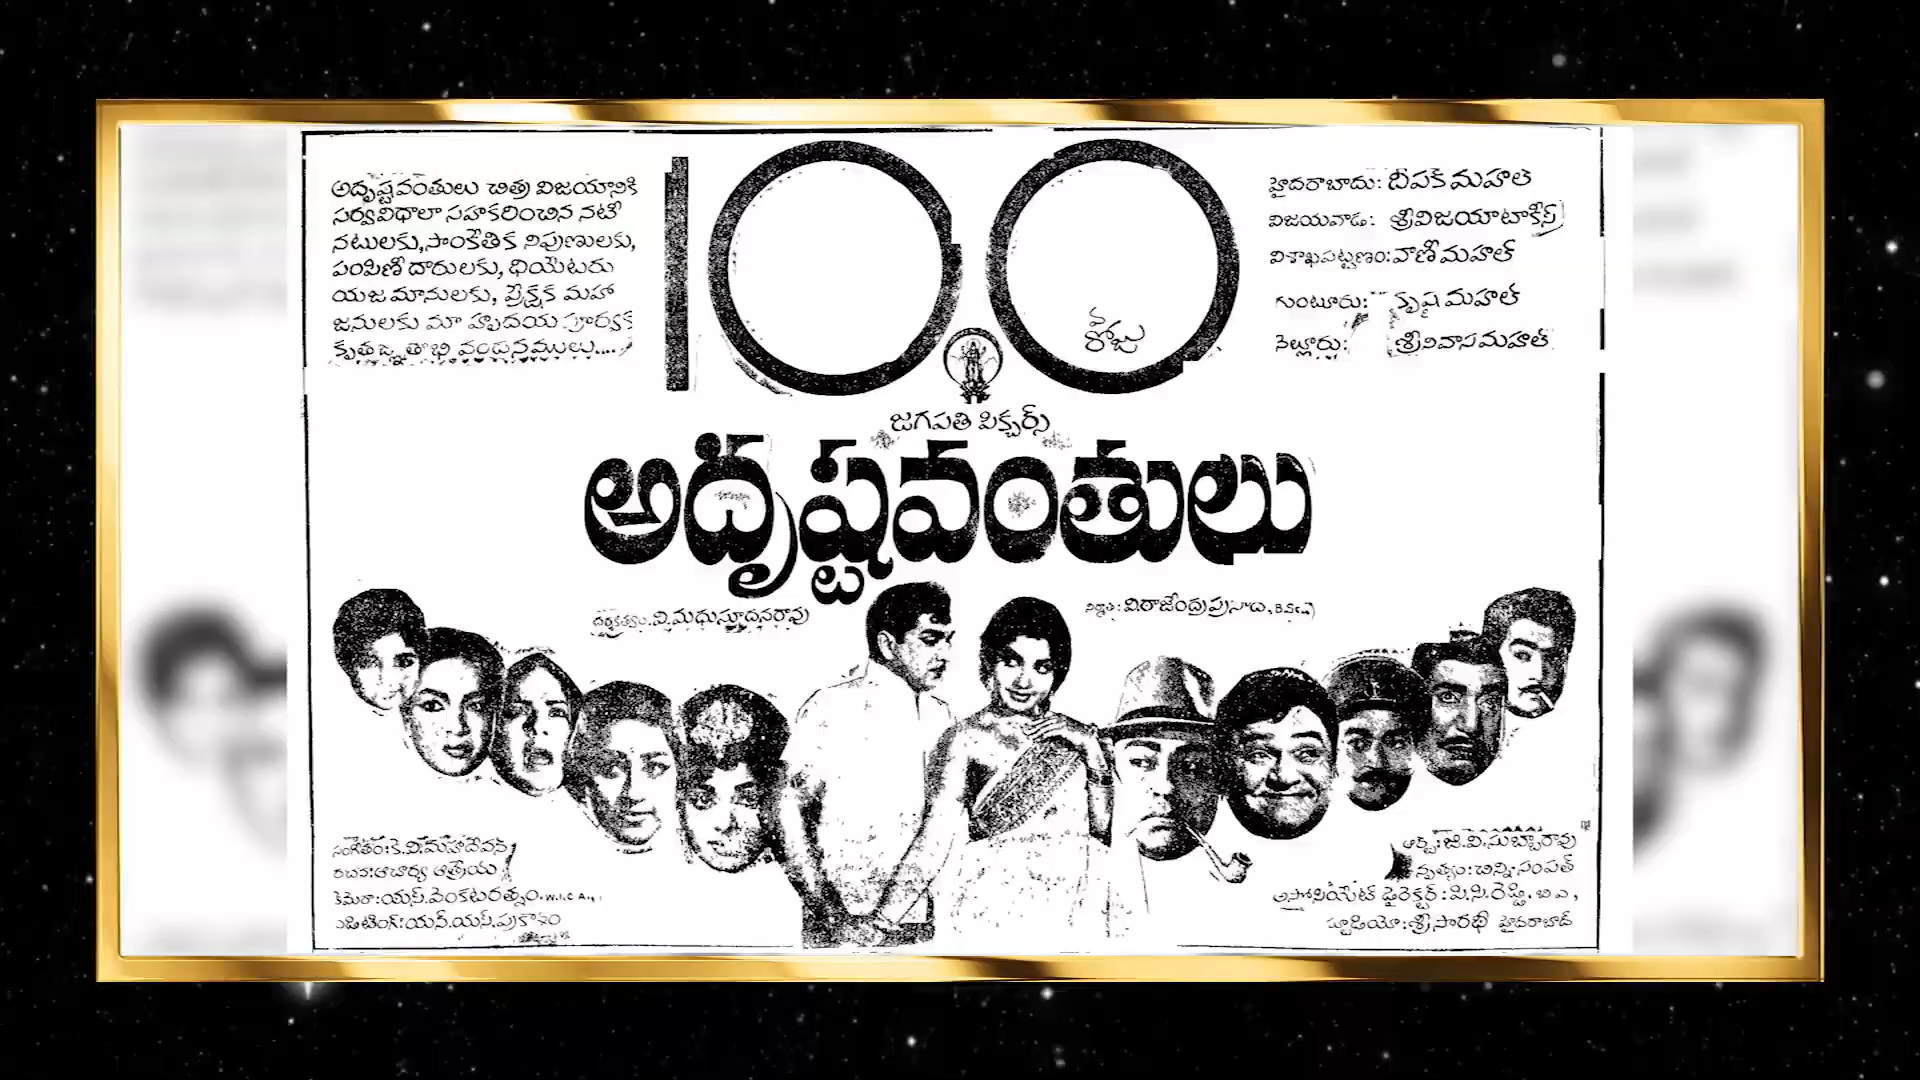 అదృష్టవంతులు చిత్ర విజయానికి
సర్వవిధాలా సహకరించిన నటీ
నటులకు, సాంకేతిక నిపుణులకు,
పంపిణీదారులకు, థియేటరు
యజమానులకు, ప్రేక్షక మహా
జనులకు మా హృదయ పూర్వక
కృతజ్ఞతాభి వందనములు....
100
వ
రోజు
హైదరాబాదు: దీపక్ మహల్
విజయవాడ: శ్రీవిజయాటాకీస్
విశాఖపట్టణం: వాణీమహల్
గుంటూరు: కృష్ణమహల్
నెల్లూరు: శ్రీనివాసమహల్
జగపతి పిక్చర్స్
అదృష్టవంతులు
దర్శకత్వం: వి.మధుసూదనరావు
నిర్మాత: వి.రాజేంద్రప్రసాద్, B.Sc.,
సంగీతం: కె.వి.మహదేవన్
రచన: ఆచార్య ఆత్రేయ
కెమెరా: యస్.వెంకటరత్నం. W.I.C.A.,
ఎడిటింగ్: యన్.యస్.ప్రకాశం
ఆర్ట్: జి.వి.సుబ్బారావు
నృత్యం: చిన్ని-సంపత్
అసోసియేట్ డైరెక్టర్: పి.సి.రెడ్డి. బి.ఎ,
స్టూడియో: శ్రీసారథీ హైదరాబాద్